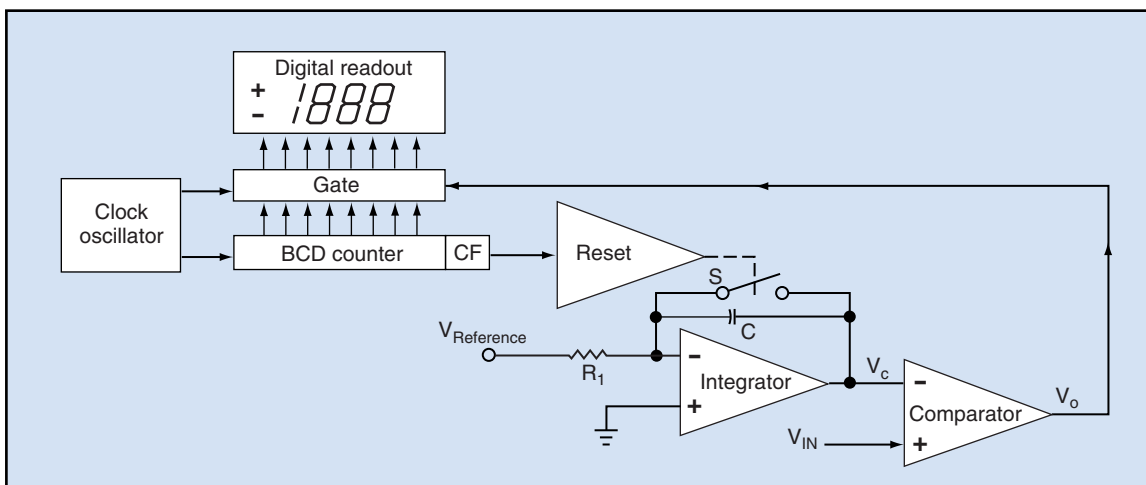 Digital readout
+
- 1888
Gate
Clock
oscillator
BCD counter CF
Reset
S
C
VReference
R1
-
+
Integrator
Vc
-
+
Comparator
VIN
Vo